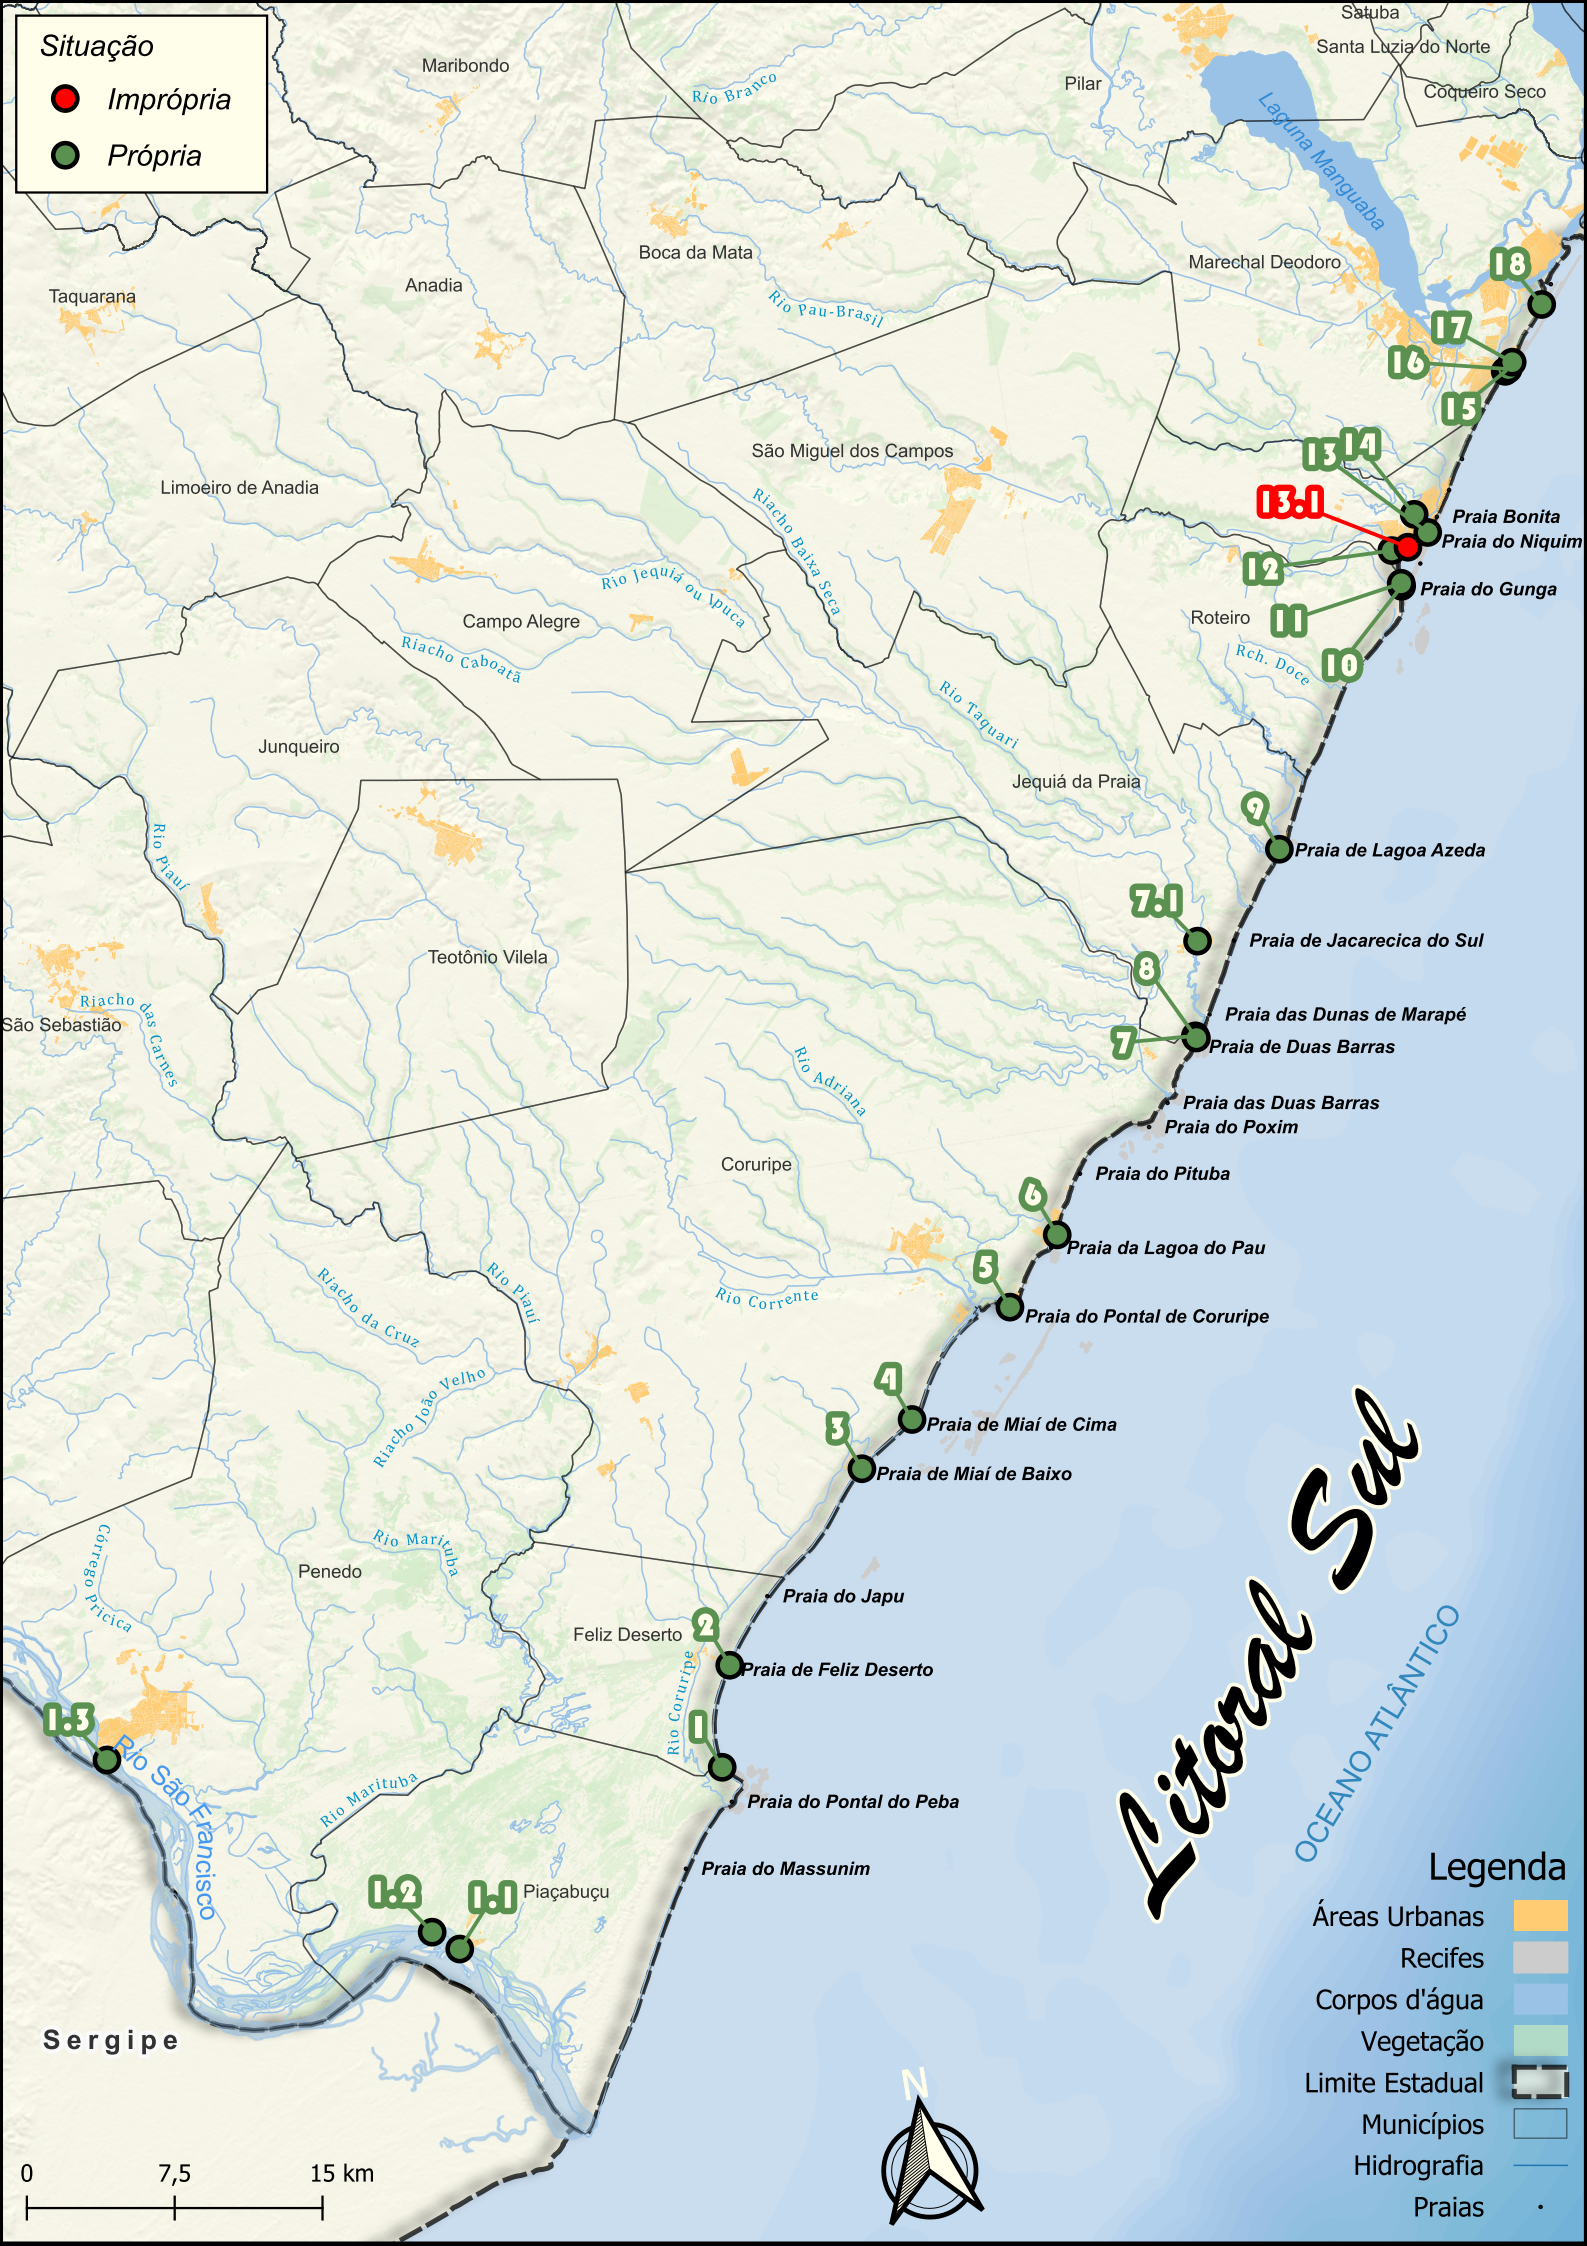 Situação
Imprópria
Própria
Satuba
Santa Luzia do Norte
Coqueiro Seco
Maribondo
Rio Branco
Pilar
Laguna Manguaba
Boca da Mata
Marechal Deodoro
Anadia
Taquarana
Rio Pau-Brasil
18
17
16
15
São Miguel dos Campos
14
13
13.1
Limoeiro de Anadia
Riacho Baixa Seca
Praia Bonita
Praia do Niquim
12
Rio Jequiá ou Ipuca
Praia do Gunga
Campo Alegre
Roteiro
11
Riacho Caboatã
Rch. Doce
10
Rio Taquari
Junqueiro
Jequiá da Praia
9
Praia de Lagoa Azeda
Rio Piauí
7.1
Praia de Jacarecica do Sul
Teotônio Vilela
8
Riacho das Carnes
São Sebastião
Praia das Dunas de Marapé
7
Praia de Duas Barras
Rio Adriana
Praia das Duas Barras
Praia do Poxim
Coruripe
Praia do Pituba
6
Praia da Lagoa do Pau
5
Rio Piauí
Riacho da Cruz
Rio Corrente
Praia do Pontal de Coruripe
4
Riacho João Velho
Praia de Miaí de Cima
3
Praia de Miaí de Baixo
Litoral Sul
Rio Marituba
Córrego Pricica
Penedo
Praia do Japu
2
Feliz Deserto
Praia de Feliz Deserto
OCEANO ATLÂNTICO
Rio Coruripe
1
1.3
Rio São Francisco
Rio Marituba
Praia do Pontal do Peba
Praia do Massunim
1.2
1.1
Piaçabuçu
Sergipe
Legenda
Áreas Urbanas
Recifes
Corpos d'água
Vegetação
Limite Estadual
Municípios
Hidrografia
Praias
N
0 7,5 15 km